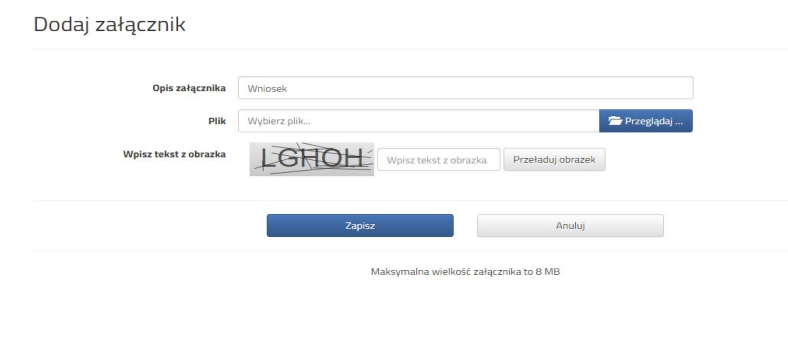 Dodaj załącznik
Opis załącznika Wniosek
Plik Wybierz plik... Przeglądaj ...
Wpisz tekst z obrazka LGHOH Wpisz tekst z obrazka Przeładuj obrazek
Zapisz Anuluj
Maksymalna wielkość załącznika to 8 MB